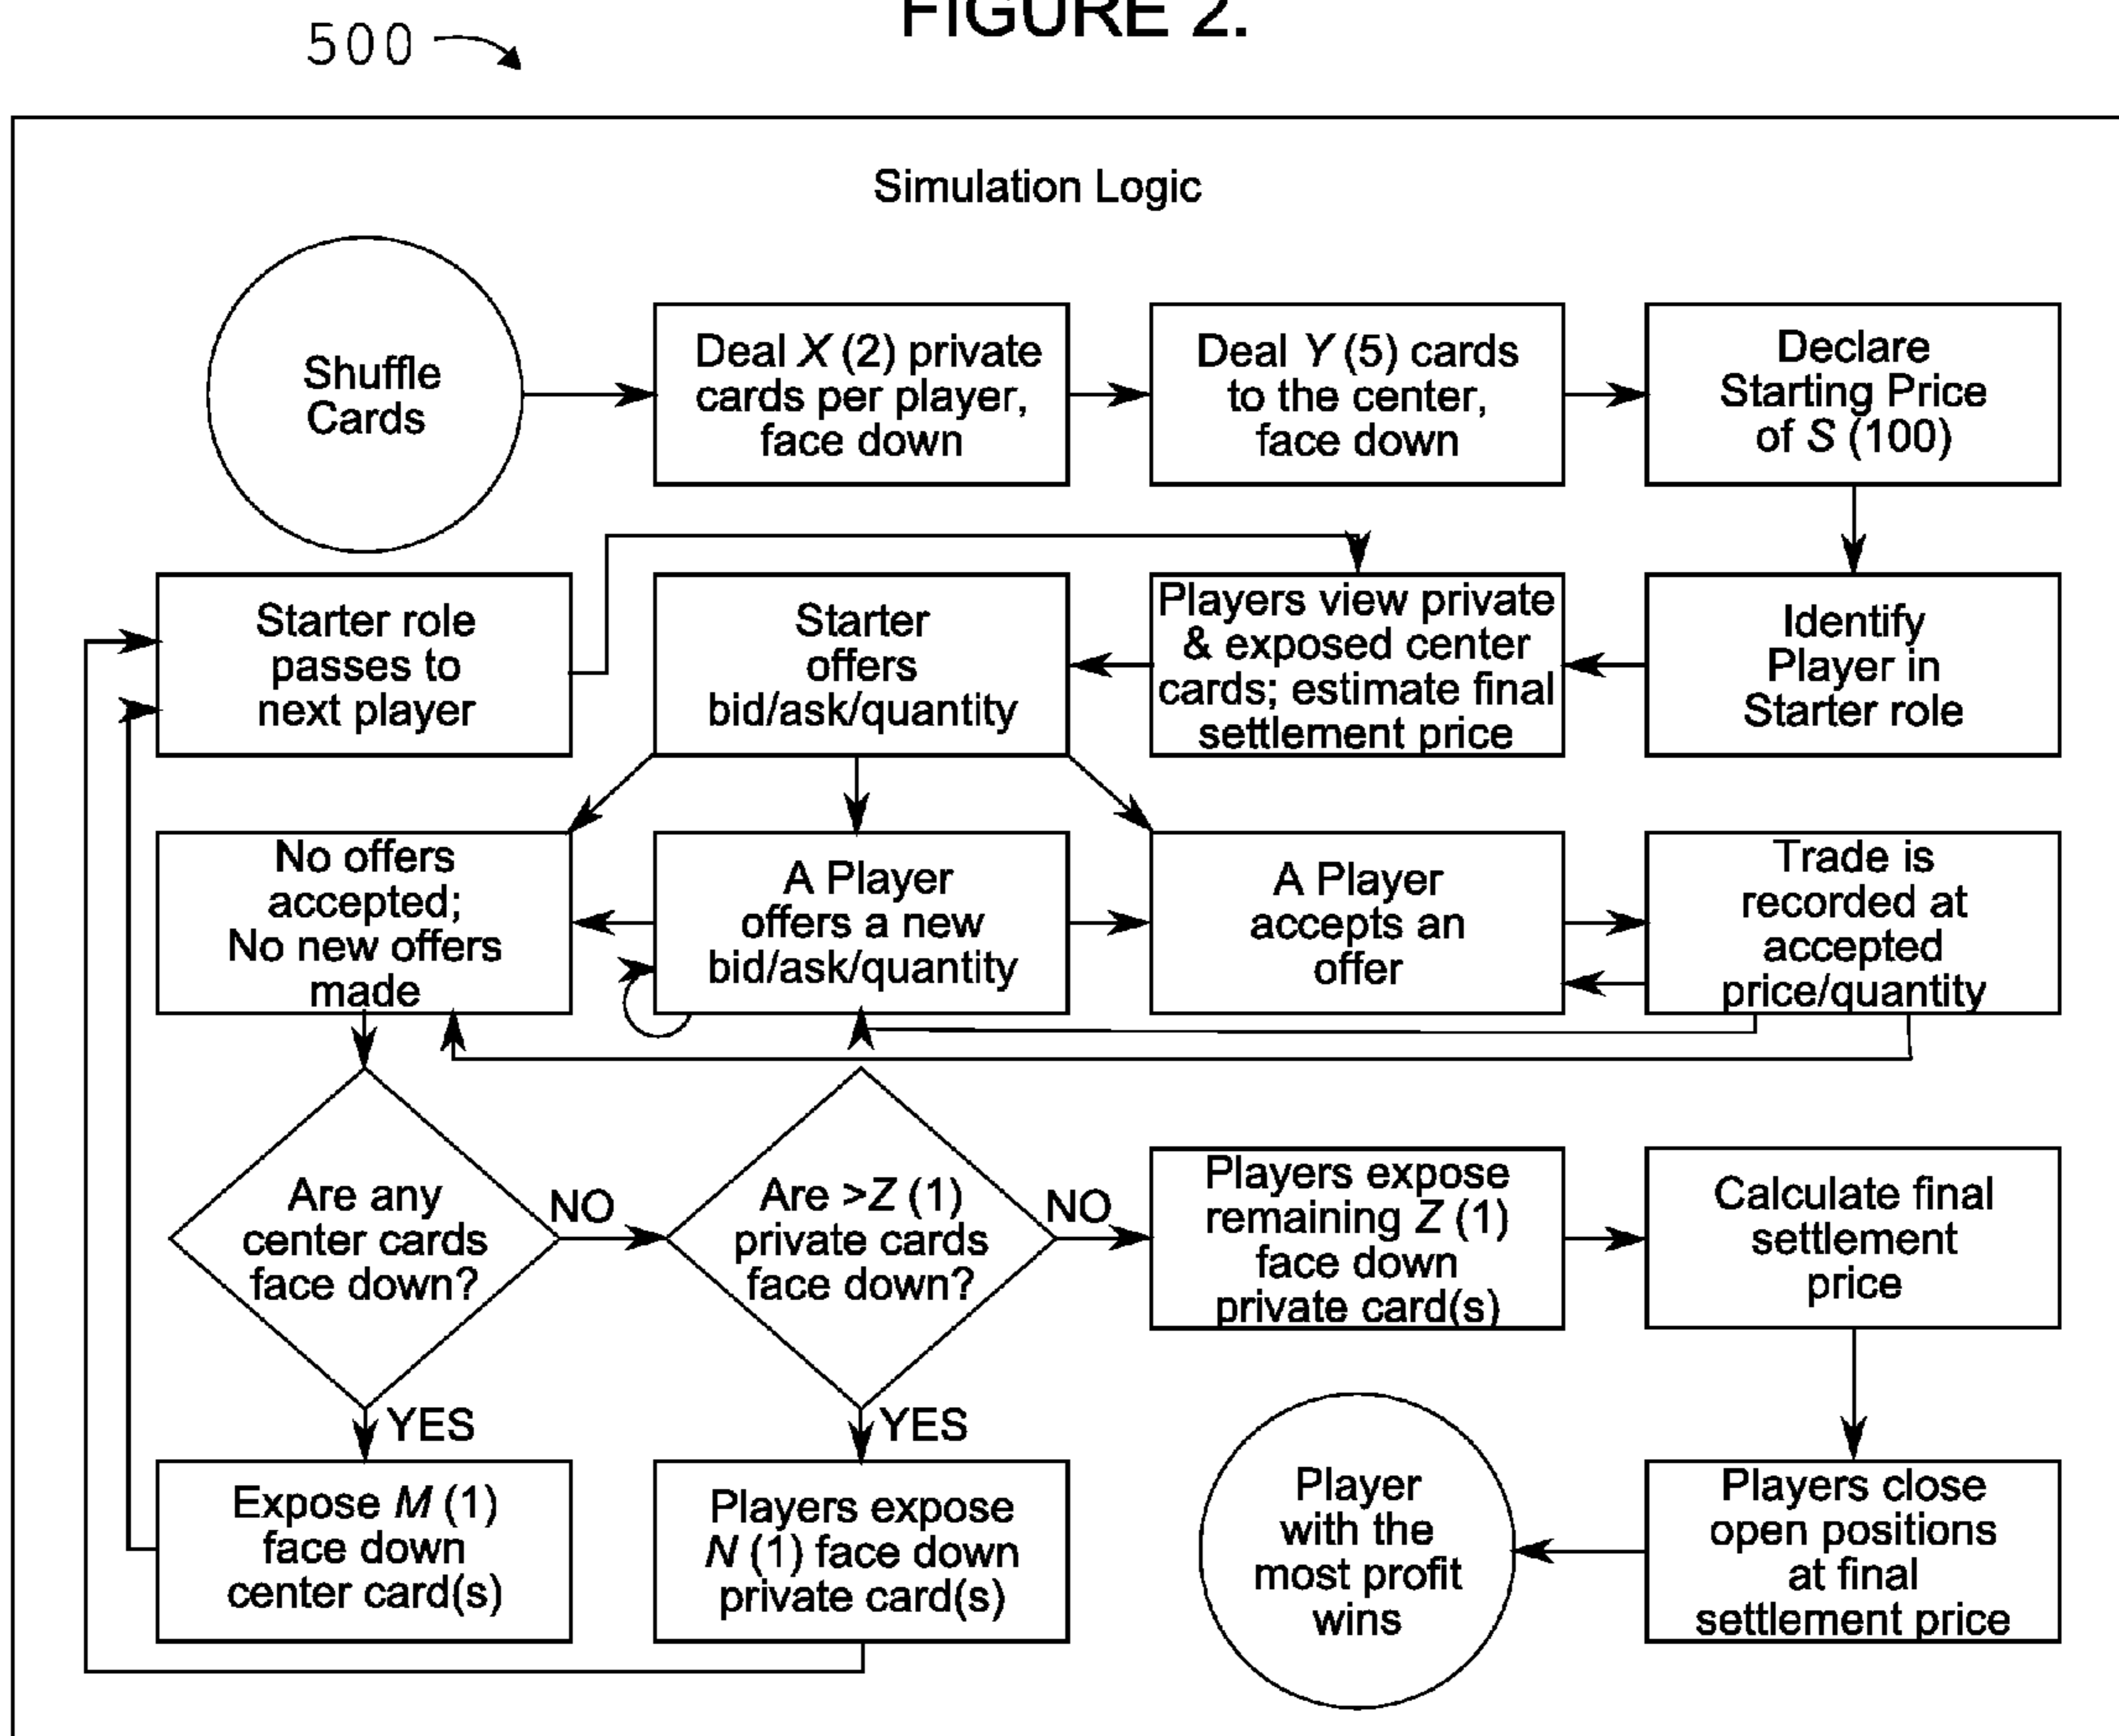 FIGURE 2.
500
Simulation Logic
Shuffle
Cards
Deal X (2) private
cards per player,
face down
Deal Y (5) cards
to the center,
face down
Declare
Starting Price
of S (100)
Starter role
passes to
next player
Starter
offers
bid/ask/quantity
Players view private
& exposed center
cards; estimate final
settlement price
Identify
Player in
Starter role
No offers
accepted;
No new offers
made
A Player
offers a new
bid/ask/quantity
A Player
accepts an
offer
Trade is
recorded at
accepted
price/quantity
Are any
center cards
face down?
NO
Are >Z (1)
private cards
face down?
NO
Players expose
remaining Z (1)
face down
private card(s)
Calculate final
settlement
price
YES
YES
Expose M (1)
face down
center card(s)
Players expose
N (1) face down
private card(s)
Player
with the
most profit
wins
Players close
open positions
at final
settlement price